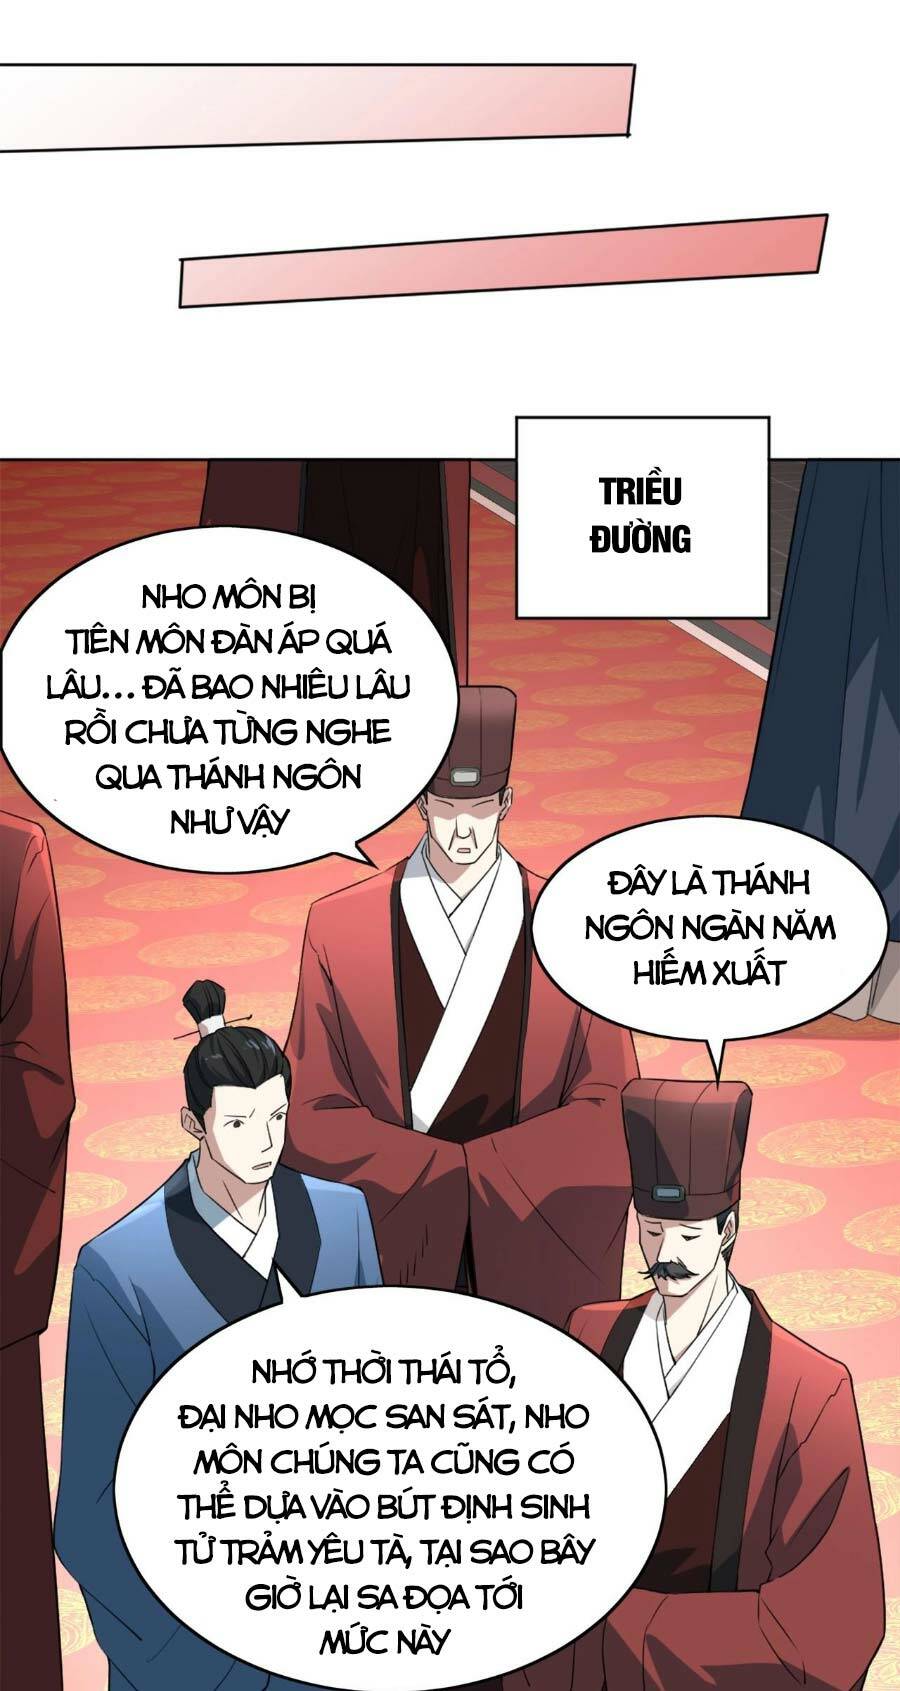 TRIỀU
ĐƯỜNG
NHO MÔN BỊ
TIÊN MÔN ĐÀN ÁP QUÁ
LÂU... ĐÃ BAO NHIÊU LÂU
RỒI CHƯA TỪNG NGHE
QUA THÁNH NGÔN
NHƯ VẬY
ĐÂY LÀ THÁNH
NGÔN NGÀN NĂM
HIẾM XUẤT
NHỚ THỜI THÁI TỔ,
ĐẠI NHO MỌC SAN SÁT, NHO
MÔN CHÚNG TA CŨNG CÓ
THỂ DỰA VÀO BÚT ĐỊNH SINH
TỬ TRẢM YÊU TÀ, TẠI SAO BÂY
GIỜ LẠI SA ĐỌA TỚI
MỨC NÀY